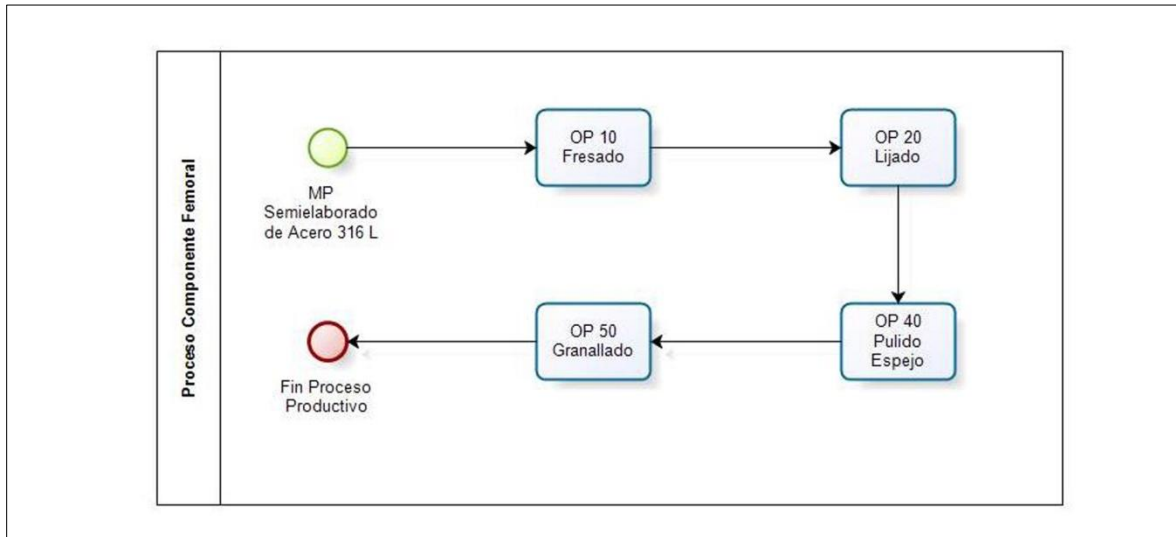 Proceso Componente Femoral
MP
Semielaborado
de Acero 316 L
OP 10
Fresado
OP 20
Lijado
OP 40
Pulido
Espejo
OP 50
Granallado
Fin Proceso
Productivo